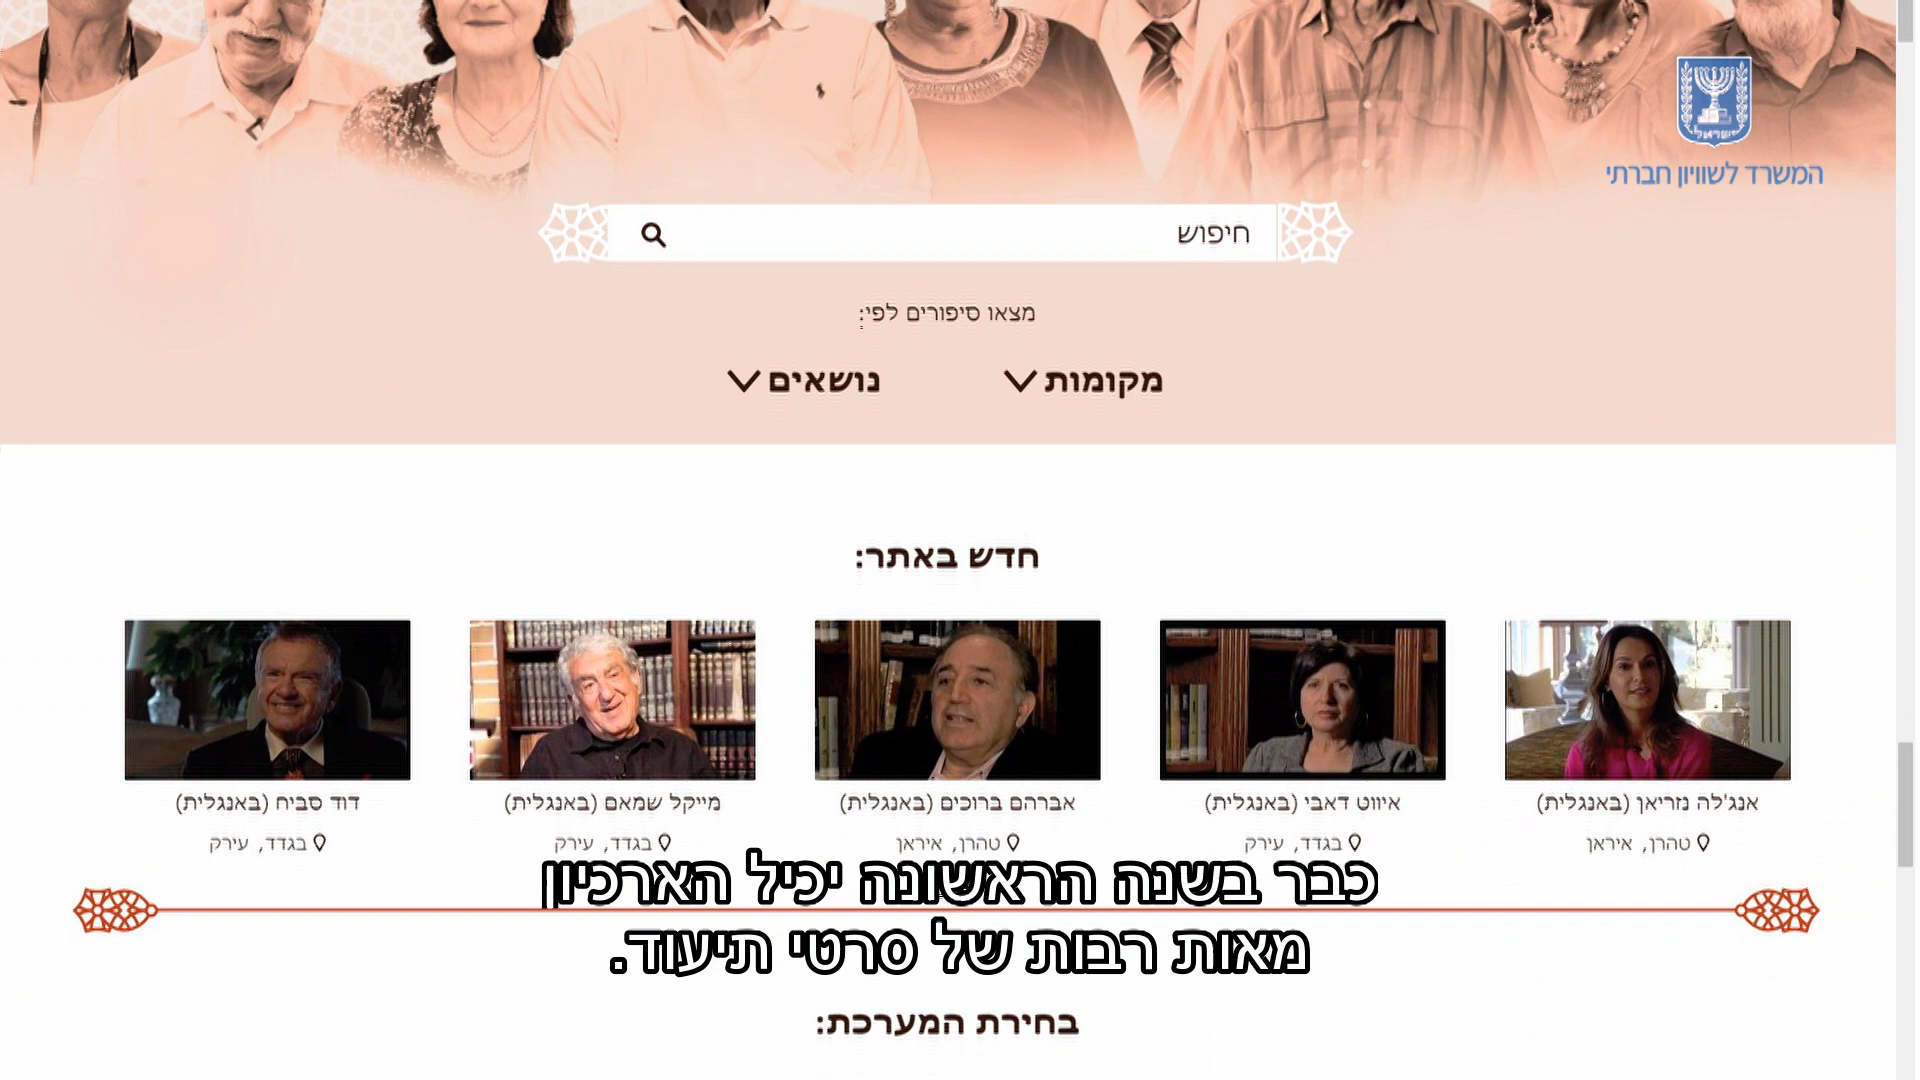 המשרד לשוויון חברתי
חיפוש
מצאו סיפורים לפי:
מקומות
נושאים
חדש באתר:
אנג'לה נזריאן (באנגלית)
טהרן, איראן
איווט דאבי (באנגלית)
בגדד, עירק
אברהם ברוכים (באנגלית)
טהרן, איראן
מייקל שמאם (באנגלית)
בגדד, עירק
דוד סביח (באנגלית)
בגדד, עירק
כבר בשנה הראשונה יכיל הארכיון
מאות רבות של סרטי תיעוד.
בחירת המערכת: